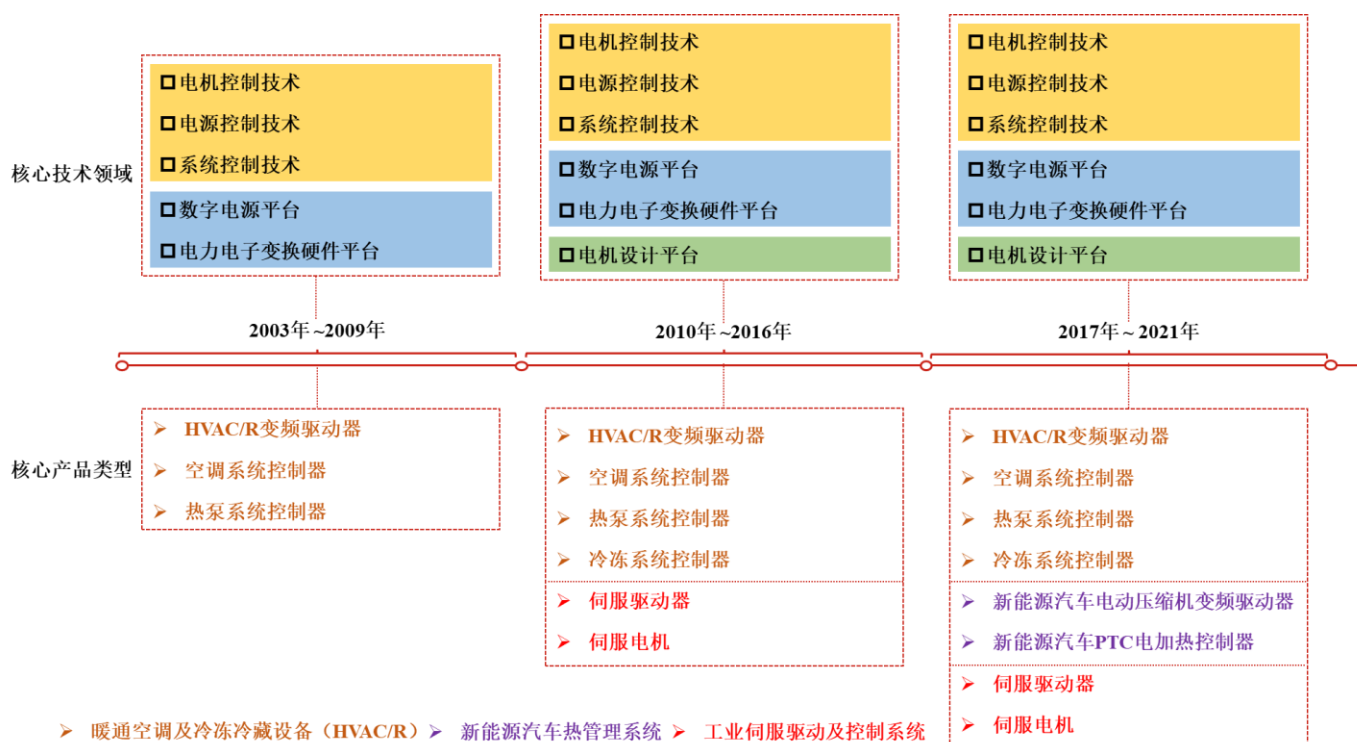 核心技术领域
电机控制技术
电源控制技术
系统控制技术
数字电源平台
电力电子变换硬件平台
电机控制技术
电源控制技术
系统控制技术
数字电源平台
电力电子变换硬件平台
电机设计平台
电机控制技术
电源控制技术
系统控制技术
数字电源平台
电力电子变换硬件平台
电机设计平台
2003年~2009年
2010年~2016年
2017年~2021年
核心产品类型
HVAC/R变频驱动器
空调系统控制器
热泵系统控制器
HVAC/R变频驱动器
空调系统控制器
热泵系统控制器
冷冻系统控制器
伺服驱动器
伺服电机
HVAC/R变频驱动器
空调系统控制器
热泵系统控制器
冷冻系统控制器
新能源汽车电动压缩机变频驱动器
新能源汽车PTC电加热控制器
伺服驱动器
伺服电机
暖通空调及冷冻冷藏设备（HVAC/R）
新能源汽车热管理系统
工业伺服驱动及控制系统